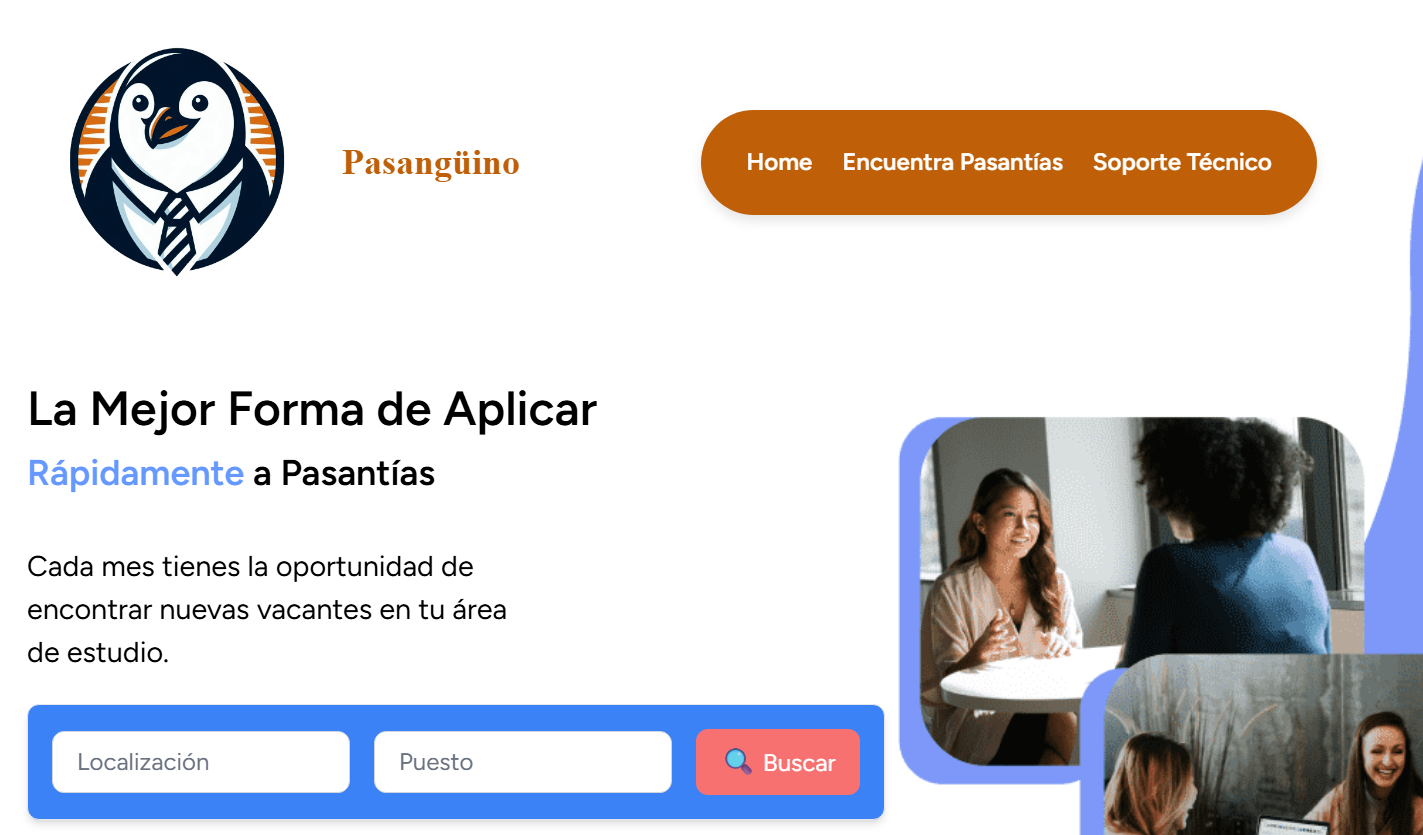 Pasangüino
Home Encuentra Pasantías Soporte Técnico
La Mejor Forma de Aplicar
Rápidamente a Pasantías
Cada mes tienes la oportunidad de
encontrar nuevas vacantes en tu área
de estudio.
Localización Puesto Buscar